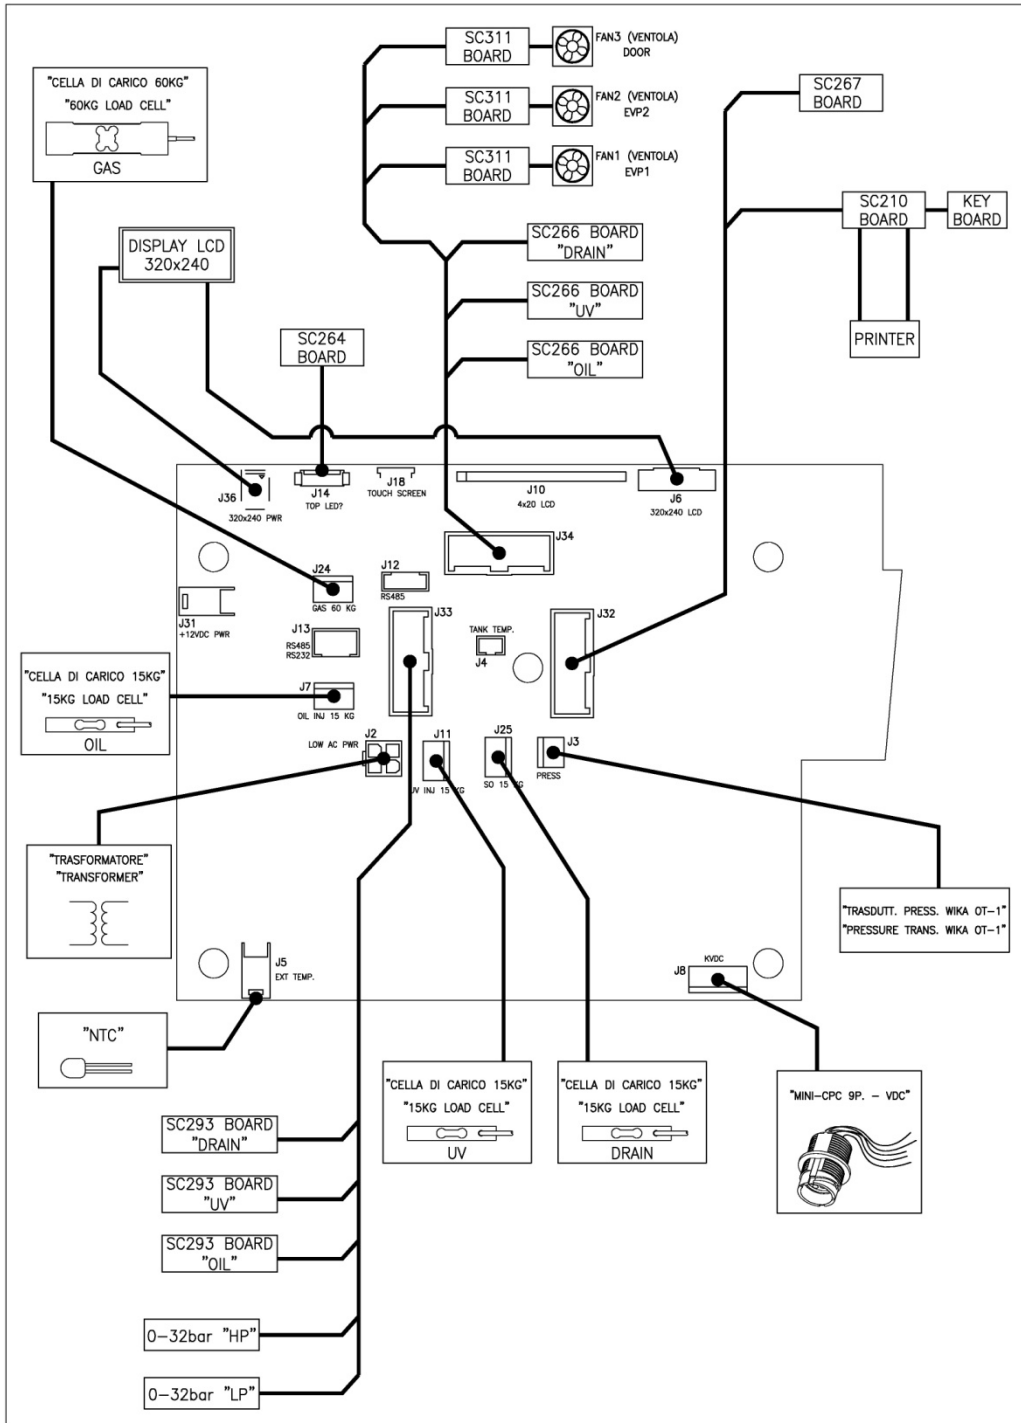 SC311
BOARD
FAN3 (VENTOLA)
DOOR
"CELLA DI CARICO 60KG"
"60KG LOAD CELL"
GAS
SC311
BOARD
FAN2 (VENTOLA)
EVP2
SC267
BOARD
SC311
BOARD
FAN1 (VENTOLA)
EVP1
SC210
BOARD
KEY
BOARD
DISPLAY LCD
320x240
SC266 BOARD
"DRAIN"
SC266 BOARD
"UV"
PRINTER
SC264
BOARD
SC266 BOARD
"OIL"
J36
320x240 PWR
J14
TOP LED?
J18
TOUCH SCREEN
J10
4x20 LCD
J6
320x240 LCD
J34
J24
GAS 60 KG
J12
RS485
J31
+12VDC PWR
J13
RS485
RS232
J33
TANK TEMP.
J4
J32
"CELLA DI CARICO 15KG"
"15KG LOAD CELL"
OIL
J7
OIL INJ 15 KG
J2
LOW AC PWR
J11
UV INJ 15 KG
J25
SO 15 KG
J3
PRESS
"TRASFORMATORE"
"TRANSFORMER"
"TRASDUTT. PRESS. WIKA OT-1"
"PRESSURE TRANS. WIKA OT-1"
J5
EXT TEMP.
J8
KVDC
"NTC"
"CELLA DI CARICO 15KG"
"15KG LOAD CELL"
UV
"CELLA DI CARICO 15KG"
"15KG LOAD CELL"
DRAIN
"MINI-CPC 9P. - VDC"
SC293 BOARD
"DRAIN"
SC293 BOARD
"UV"
SC293 BOARD
"OIL"
0-32bar "HP"
0-32bar "LP"